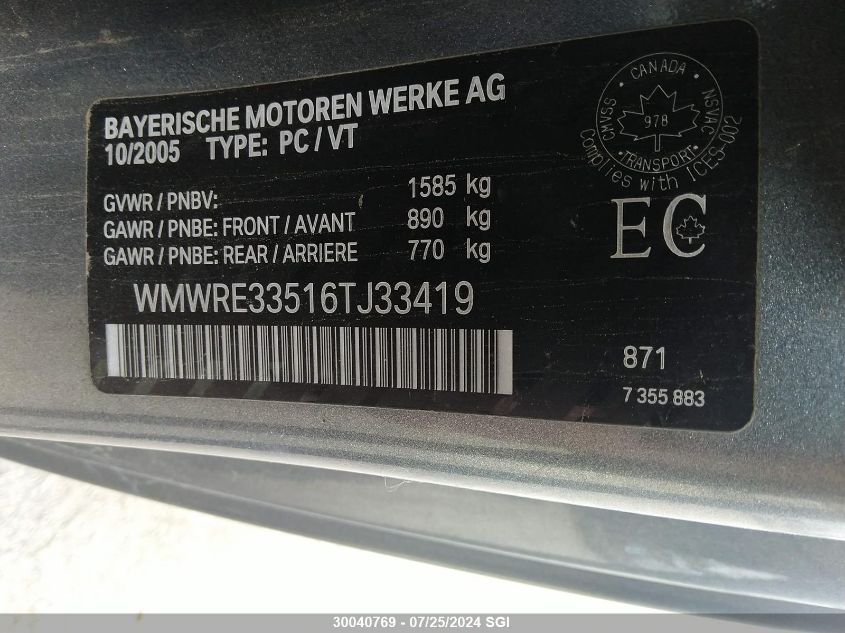 BAYERISCHE MOTOREN WERKE AG
10/2005 TYPE: PC / VT
GVWR / PNBV: 1585 kg
GAWR / PNBE: FRONT / AVANT 890 kg
GAWR / PNBE: REAR / ARRIERE 770 kg
WMWRE33516TJ33419
CANADA
CMVSS
NSVAC
978
TRANSPORT
Complies with ICES-002
EC
871
7 355 883
30040769 - 07/25/2024 SGI